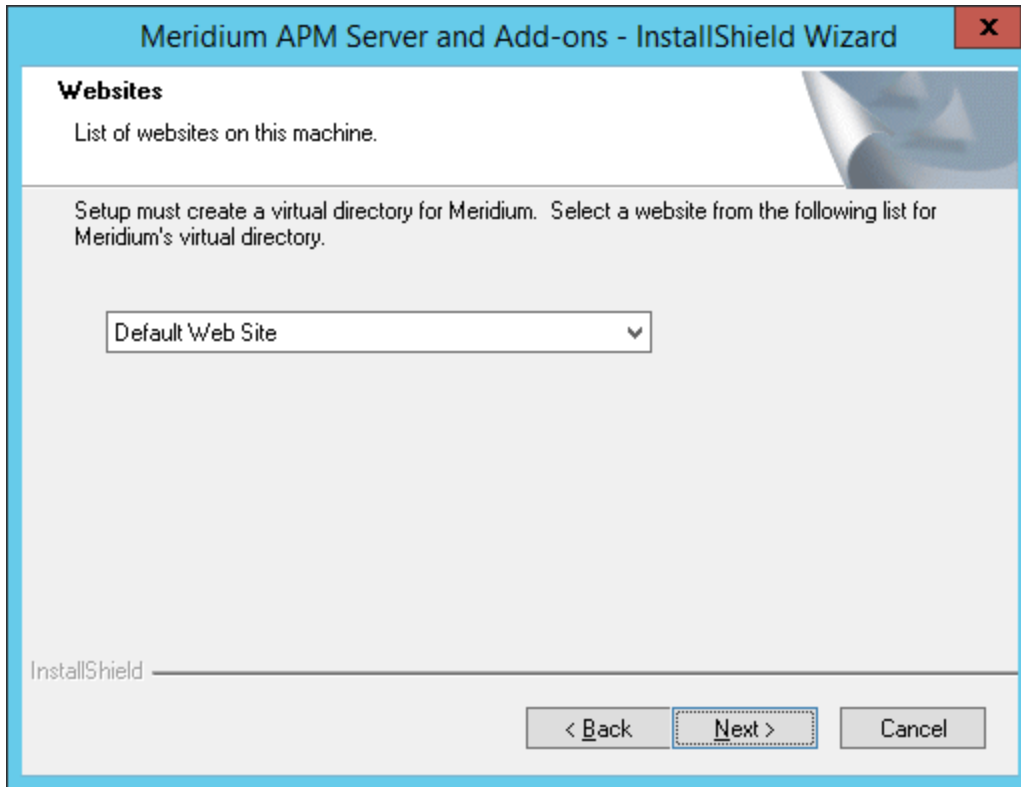 Meridium APM Server and Add-ons - InstallShield Wizard
x
Websites
List of websites on this machine.
Setup must create a virtual directory for Meridium.  Select a website from the following list for
Meridium's virtual directory.
Default Web Site
InstallShield
< Back
Next >
Cancel